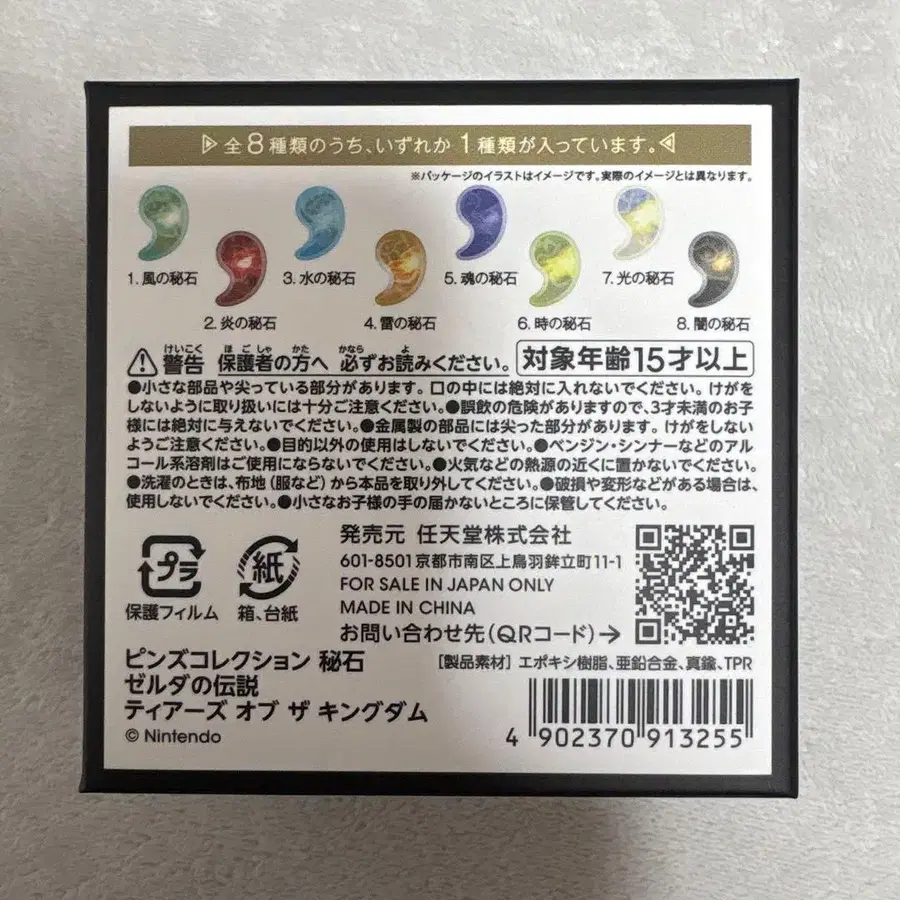 全8種類のうち、いずれか1種類が入っています。
※パッケージのイラストはイメージです。実際のイメージとは異なります。
1. 風の秘石
2. 炎の秘石
3. 水の秘石
4. 雷の秘石
5. 魂の秘石
6. 時の秘石
7. 光の秘石
8. 闇の秘石
けいこく ほごしゃ かた かなら よ
警告 保護者の方へ 必ずお読みください。 対象年齢15才以上
●小さな部品や尖っている部分があります。口の中には絶対に入れないでください。けがを
しないように取り扱いには十分ご注意ください。●誤飲の危険がありますので、3才未満のお子
様には絶対に与えないでください。●金属製の部品には尖った部分があります。けがをしない
ようご注意ください。●目的以外の使用はしないでください。●ベンジン・シンナーなどのアル
コール系溶剤はご使用にならないでください。●火気などの熱源の近くに置かないでください。
●洗濯のときは、布地(服など)から本品を取り外してください。●破損や変形などがある場合は、
使用しないでください。●小さなお子様の手の届かないところに保管してください。
プラ
保護フィルム
紙
箱、台紙
発売元 任天堂株式会社
601-8501 京都市南区上鳥羽鉾立町11-1
FOR SALE IN JAPAN ONLY
MADE IN CHINA
お問い合わせ先(QRコード)→
ピンズコレクション 秘石
ゼルダの伝説
ティアーズ オブ ザ キングダム
© Nintendo
[製品素材] エポキシ樹脂、亜鉛合金、真鍮、TPR
4 902370 913255